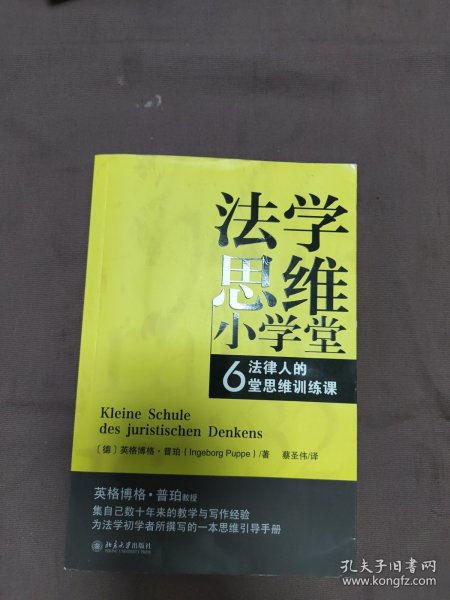 法学
思维
小学堂
6 法律人的
堂思维训练课
Kleine Schule
des juristischen Denkens
〔德〕英格博格·普珀（Ingeborg Puppe）/著 蔡圣伟/译
英格博格·普珀教授
集自己数十年来的教学与写作经验
为法学初学者所撰写的一本思维引导手册
北京大学出版社
PEKING UNIVERSITY PRESS
孔夫子旧书网
www.kongfz.com